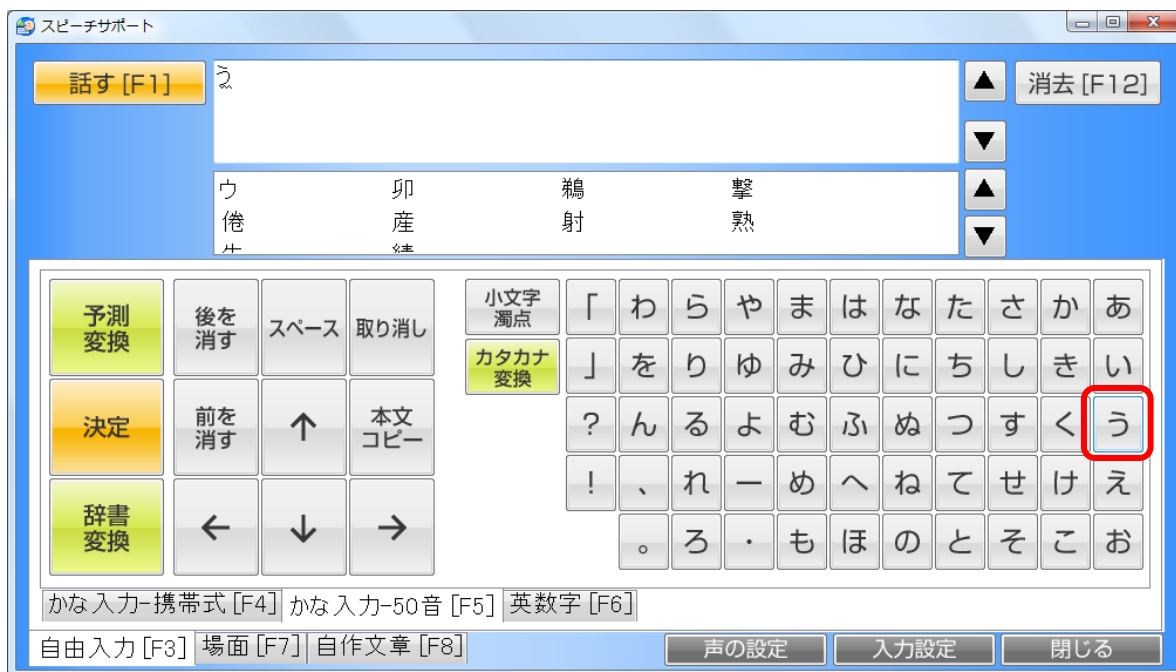 スピーチサポート
話す [F1]
う
▲
消去 [F12]
▼
ウ 卯 鵜 撃
▲
倦 産 射 熟
▼
予測
変換
後を
消す
スペース
取り消し
小文字
濁点
「 わ ら や ま は な た さ か あ
カタカナ
変換
」 を り ゆ み ひ に ち し き い
決定
前を
消す
↑
本文
コピー
? ん る よ む ふ ぬ つ す く う
! 、 れ ー め へ ね て せ け え
辞書
変換
← ↓ →
。 ろ ・ も ほ の と そ こ お
かな入力-携帯式 [F4] かな入力-50音 [F5] 英数字 [F6]
自由入力 [F3] 場面 [F7] 自作文章 [F8] 声の設定 入力設定 閉じる